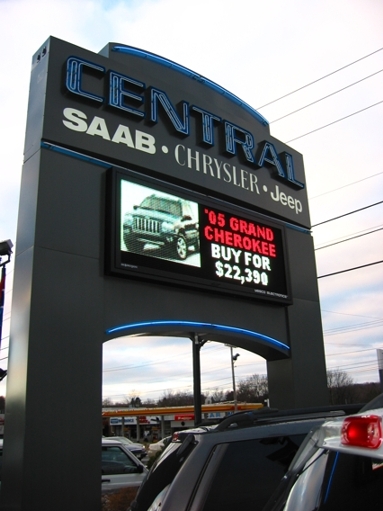 CENTRAL
SAAB • CHRYSLER • Jeep
'05 GRAND
CHEROKEE
BUY FOR
$22,390